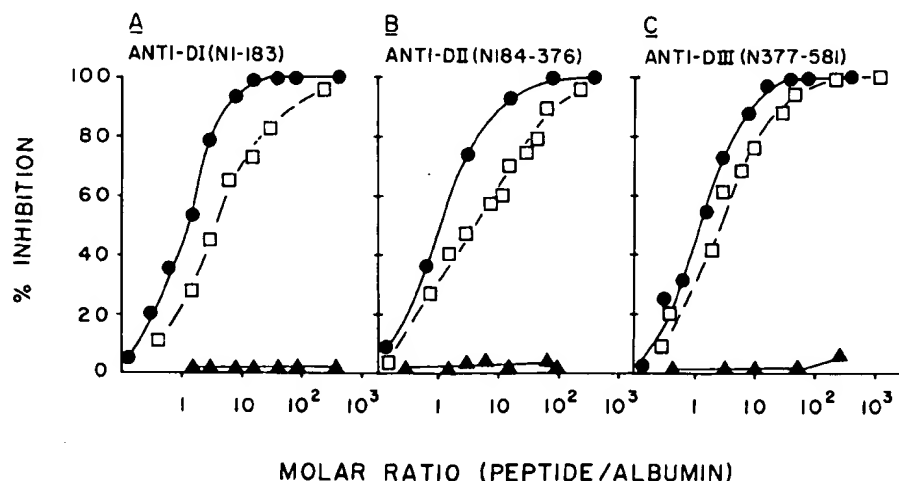 A B C
ANTI-DI(N1-183) ANTI-DII(N184-376) ANTI-DIII(N377-581)
100
80
60
40
20
0
% INHIBITION
1 10 10² 10³ 1 10 10² 10³ 1 10 10² 10³
MOLAR RATIO (PEPTIDE/ALBUMIN)